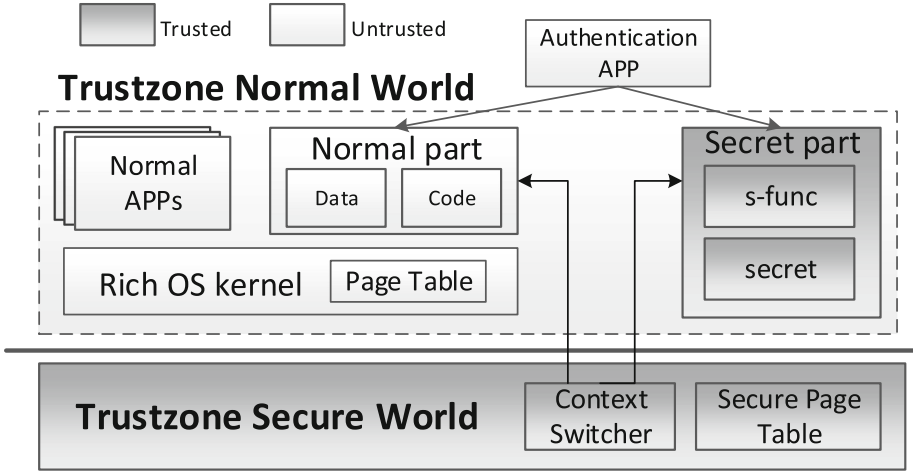 Trusted
Untrusted
Authentication
APP
Trustzone Normal World
Normal
APPs
Normal part
Data
Code
Secret part
s-func
secret
Rich OS kernel
Page Table
Trustzone Secure World
Context
Switcher
Secure Page
Table